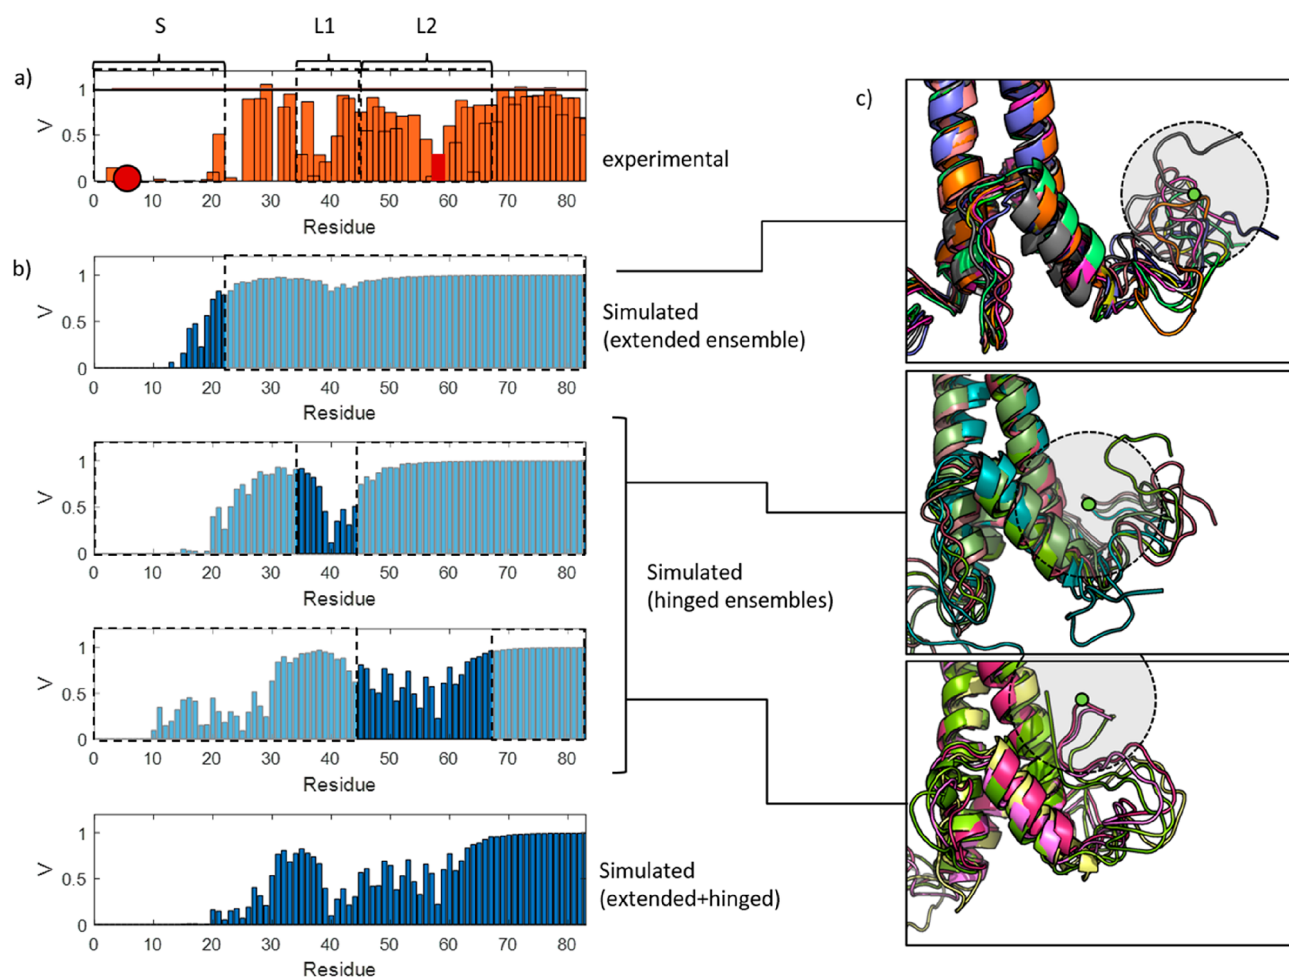 S L1 L2
a)
1
0.5
0
V
0 10 20 30 40 50 60 70 80
Residue
experimental
c)
b)
1
0.5
0
V
0 10 20 30 40 50 60 70 80
Residue
Simulated
(extended ensemble)
1
0.5
0
V
0 10 20 30 40 50 60 70 80
Residue
Simulated
(hinged ensembles)
1
0.5
0
V
0 10 20 30 40 50 60 70 80
Residue
1
0.5
0
V
0 10 20 30 40 50 60 70 80
Residue
Simulated
(extended+hinged)